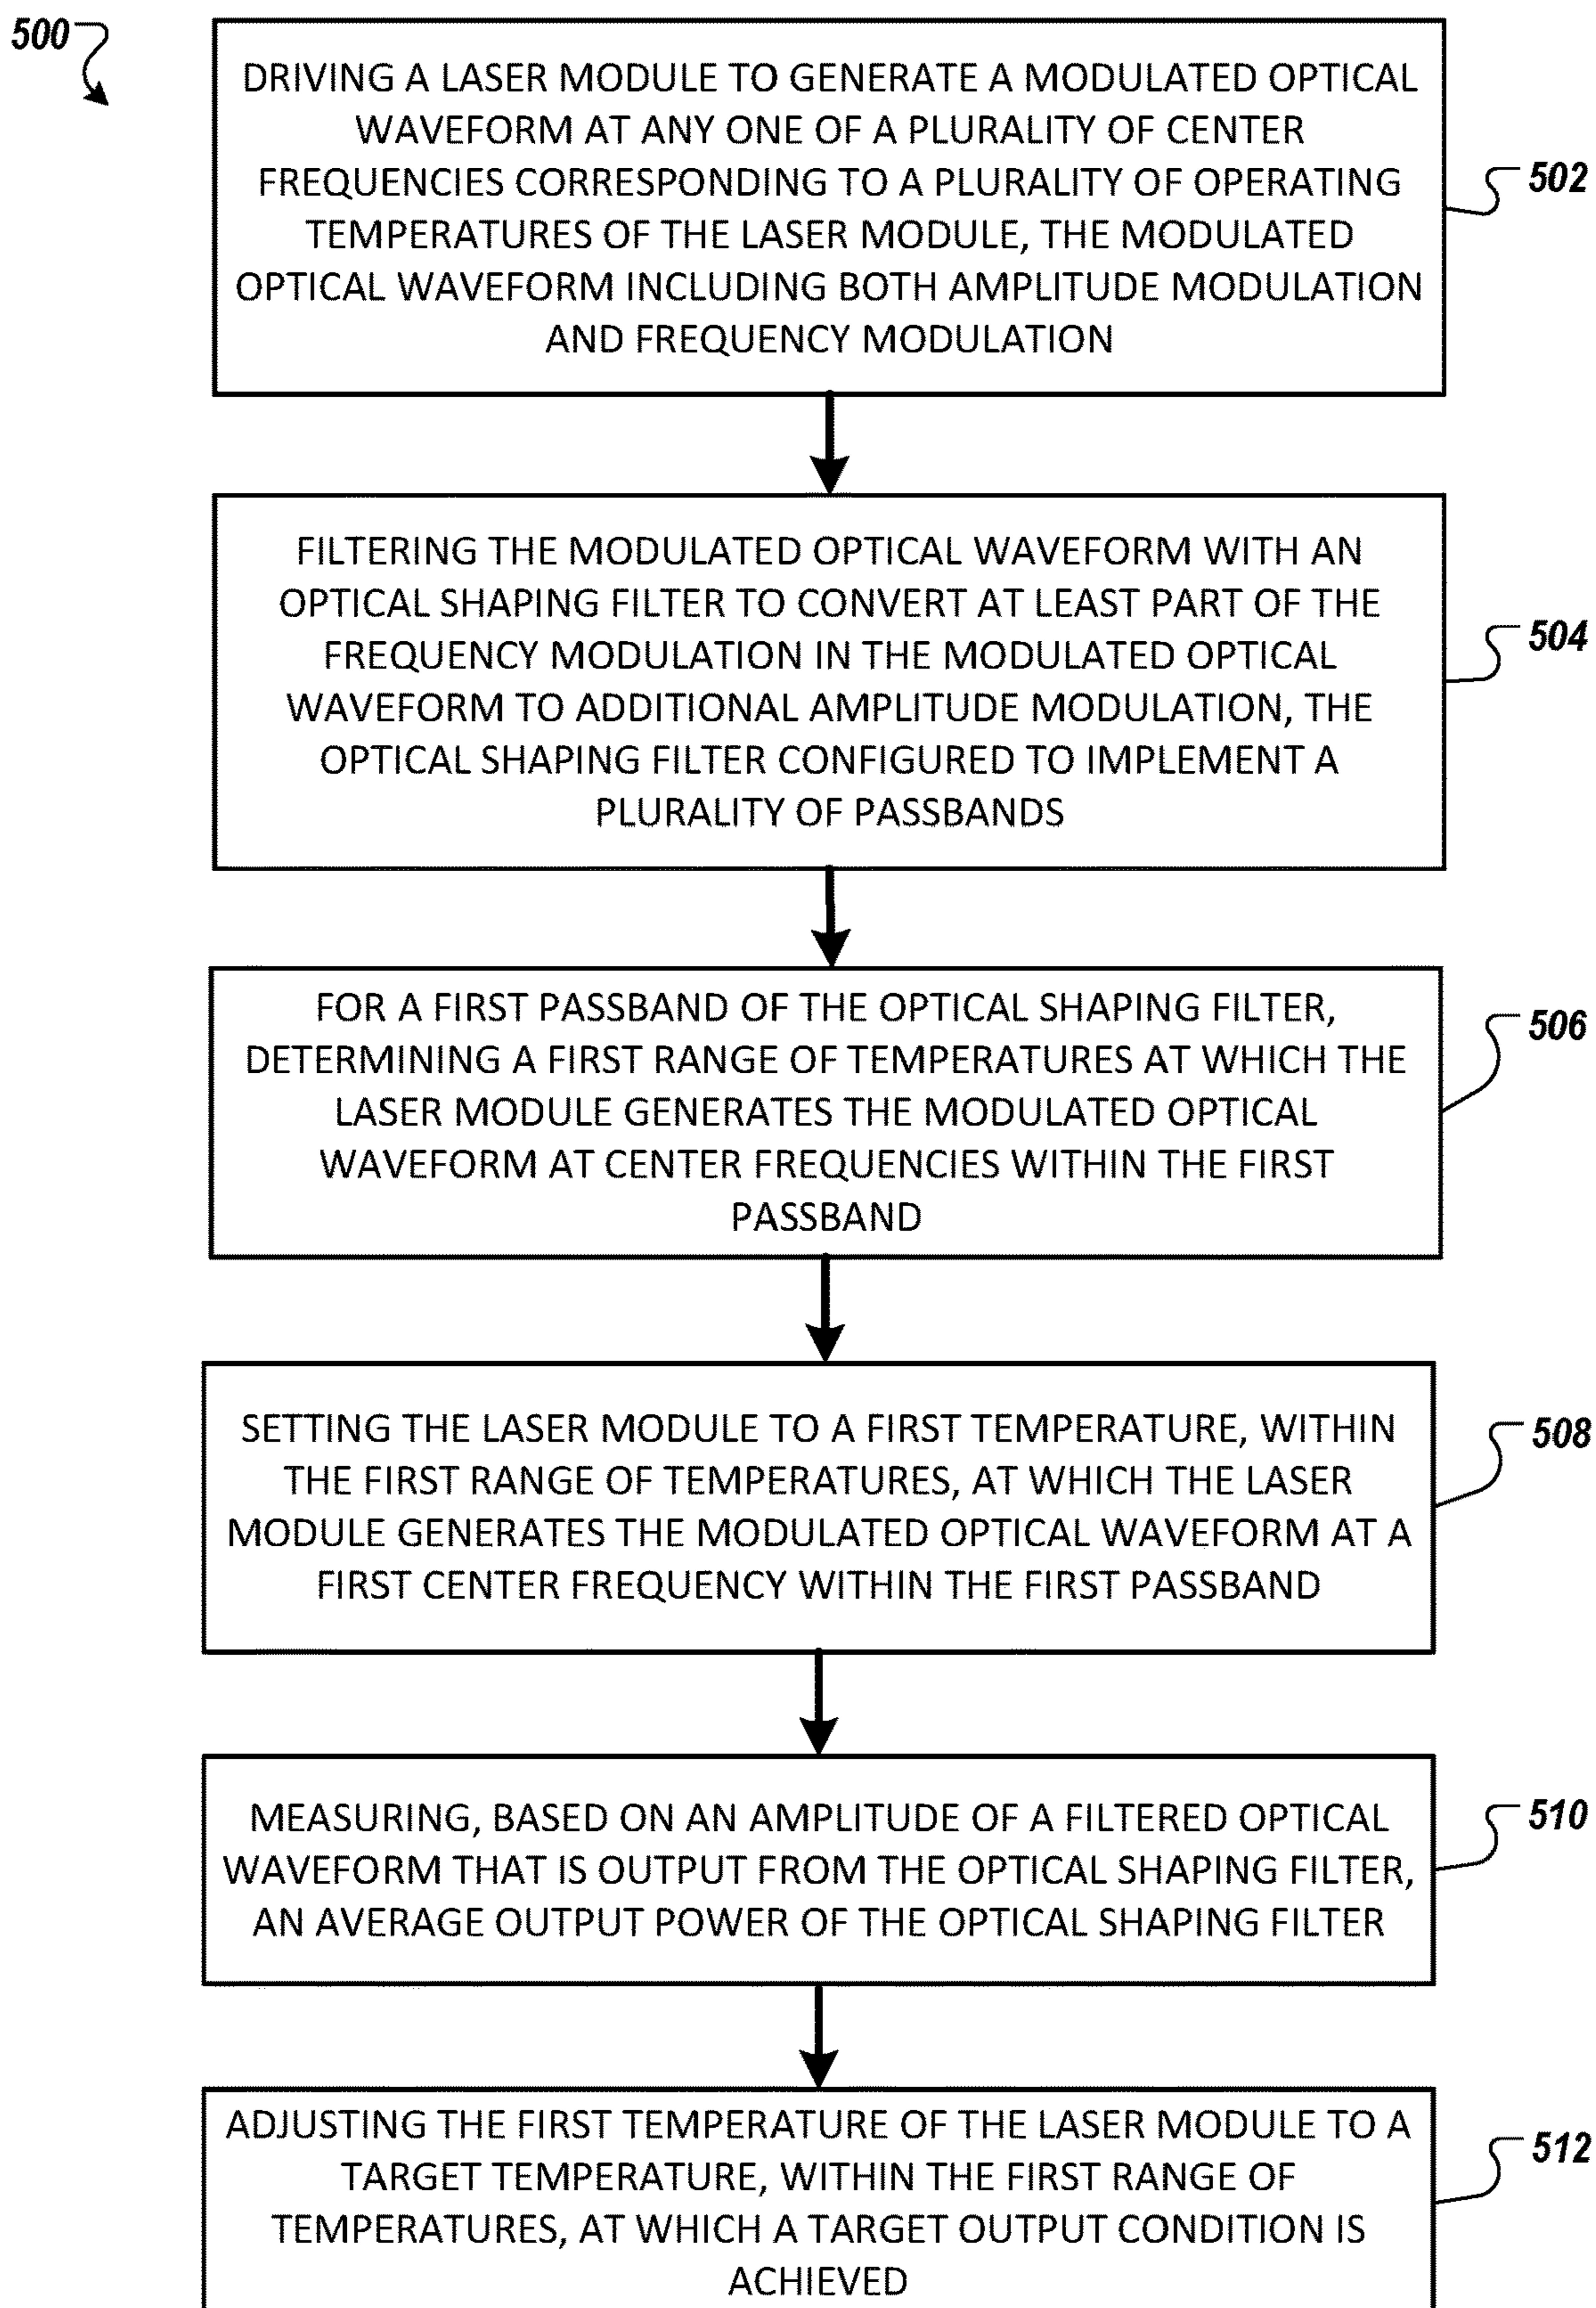 500
DRIVING A LASER MODULE TO GENERATE A MODULATED OPTICAL
WAVEFORM AT ANY ONE OF A PLURALITY OF CENTER
FREQUENCIES CORRESPONDING TO A PLURALITY OF OPERATING
TEMPERATURES OF THE LASER MODULE, THE MODULATED
OPTICAL WAVEFORM INCLUDING BOTH AMPLITUDE MODULATION
AND FREQUENCY MODULATION
502
FILTERING THE MODULATED OPTICAL WAVEFORM WITH AN
OPTICAL SHAPING FILTER TO CONVERT AT LEAST PART OF THE
FREQUENCY MODULATION IN THE MODULATED OPTICAL
WAVEFORM TO ADDITIONAL AMPLITUDE MODULATION, THE
OPTICAL SHAPING FILTER CONFIGURED TO IMPLEMENT A
PLURALITY OF PASSBANDS
504
FOR A FIRST PASSBAND OF THE OPTICAL SHAPING FILTER,
DETERMINING A FIRST RANGE OF TEMPERATURES AT WHICH THE
LASER MODULE GENERATES THE MODULATED OPTICAL
WAVEFORM AT CENTER FREQUENCIES WITHIN THE FIRST
PASSBAND
506
SETTING THE LASER MODULE TO A FIRST TEMPERATURE, WITHIN
THE FIRST RANGE OF TEMPERATURES, AT WHICH THE LASER
MODULE GENERATES THE MODULATED OPTICAL WAVEFORM AT A
FIRST CENTER FREQUENCY WITHIN THE FIRST PASSBAND
508
MEASURING, BASED ON AN AMPLITUDE OF A FILTERED OPTICAL
WAVEFORM THAT IS OUTPUT FROM THE OPTICAL SHAPING FILTER,
AN AVERAGE OUTPUT POWER OF THE OPTICAL SHAPING FILTER
510
ADJUSTING THE FIRST TEMPERATURE OF THE LASER MODULE TO A
TARGET TEMPERATURE, WITHIN THE FIRST RANGE OF
TEMPERATURES, AT WHICH A TARGET OUTPUT CONDITION IS
ACHIEVED
512